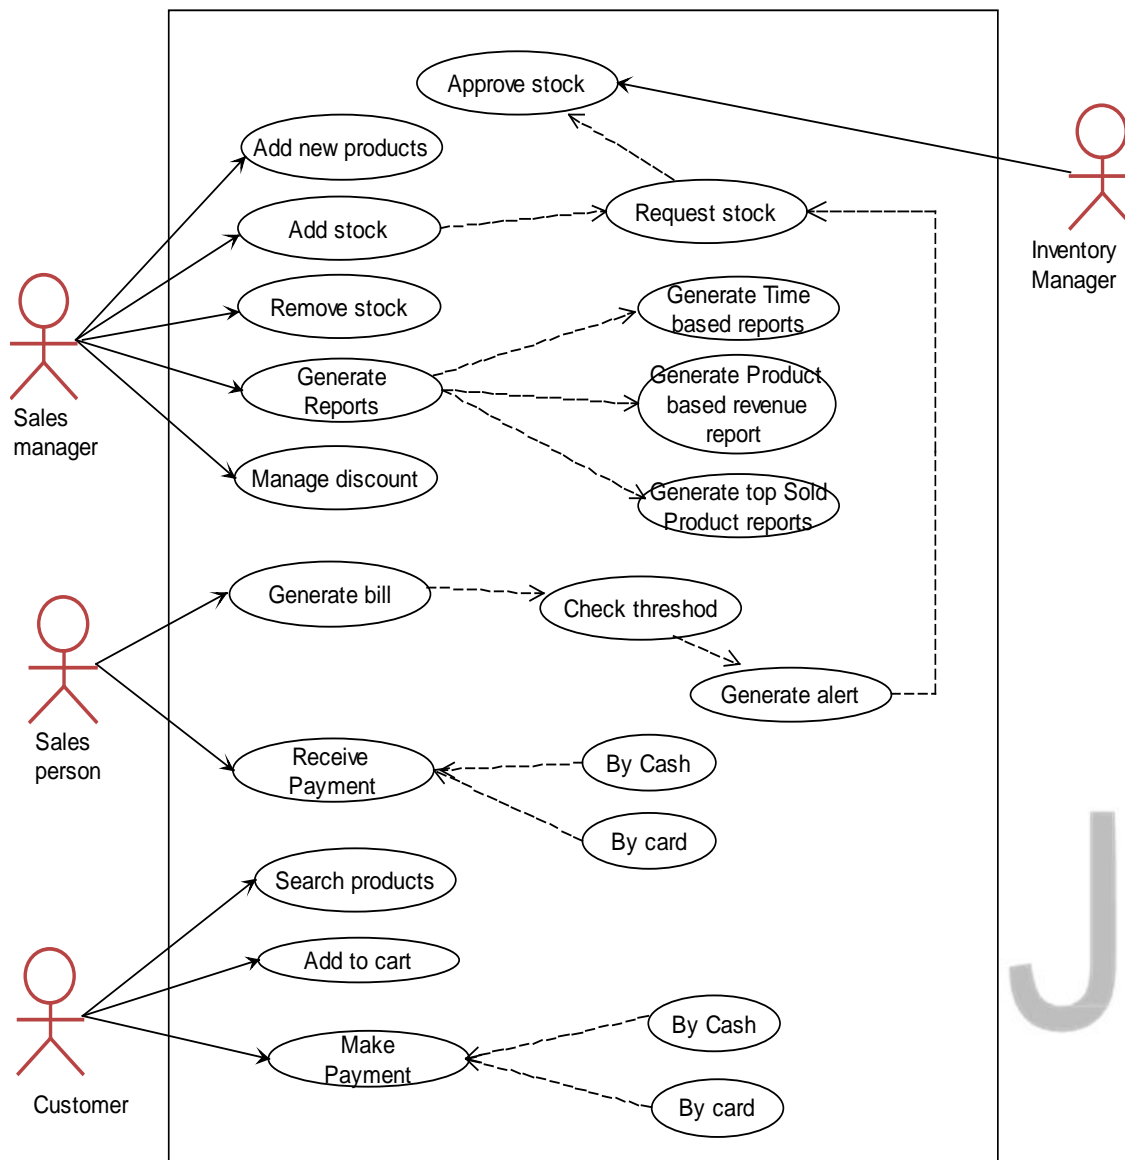 Approve stock
Add new products
Request stock
Add stock
Inventory
Manager
Remove stock
Generate Time
based reports
Generate
Reports
Generate Product
based revenue
report
Sales
manager
Manage discount
Generate top Sold
Product reports
Generate bill
Check threshod
Generate alert
Sales
person
Receive
Payment
By Cash
By card
Search products
Add to cart
Make
Payment
By Cash
By card
Customer
J